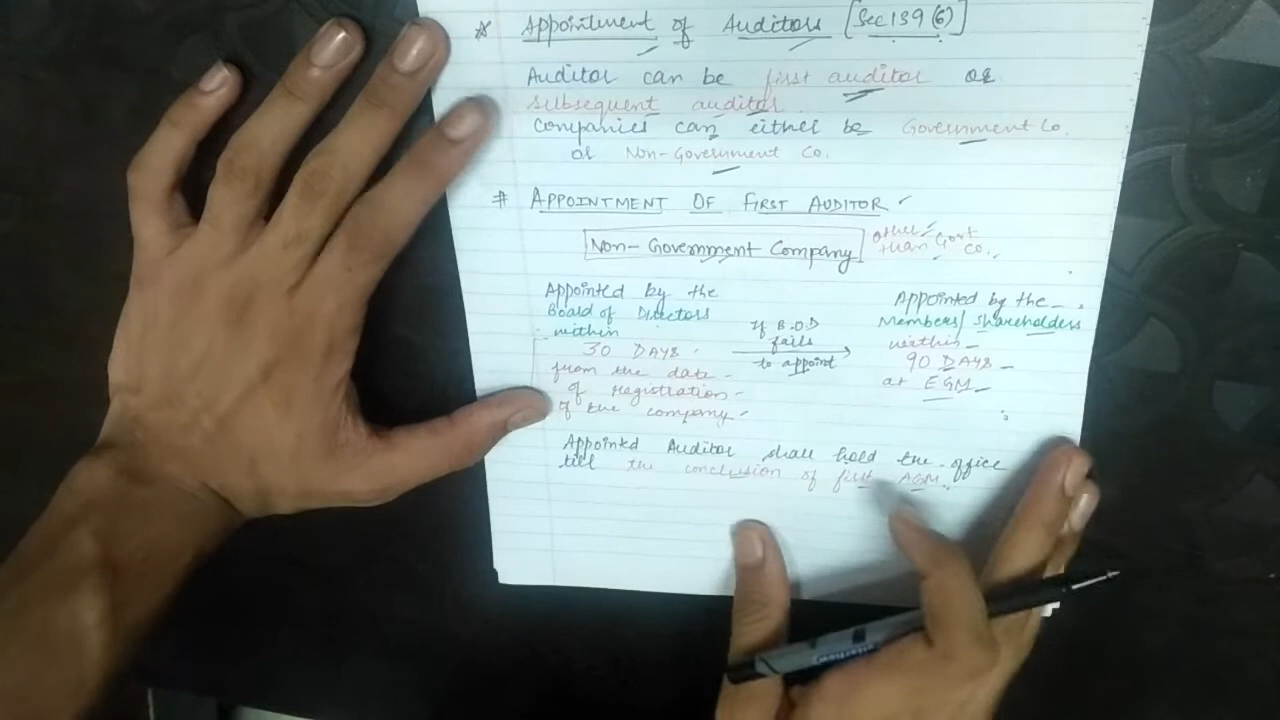 * Appointment of Auditors [Sec 139 (6)]
Auditor can be first auditor or
subsequent auditor.
Companies can either be Government Co.
or Non-Government Co.
# APPOINTMENT OF FIRST AUDITOR
Non-Government Company
other than Govt Co.
Appointed by the
Board of Directors
within
30 DAYS
from the date
of registration
of the company
If B.O.D
fails
to appoint
Appointed by the
Members/shareholders
within
90 DAYS
at EGM
Appointed Auditor shall hold the office
till the conclusion of first AGM.